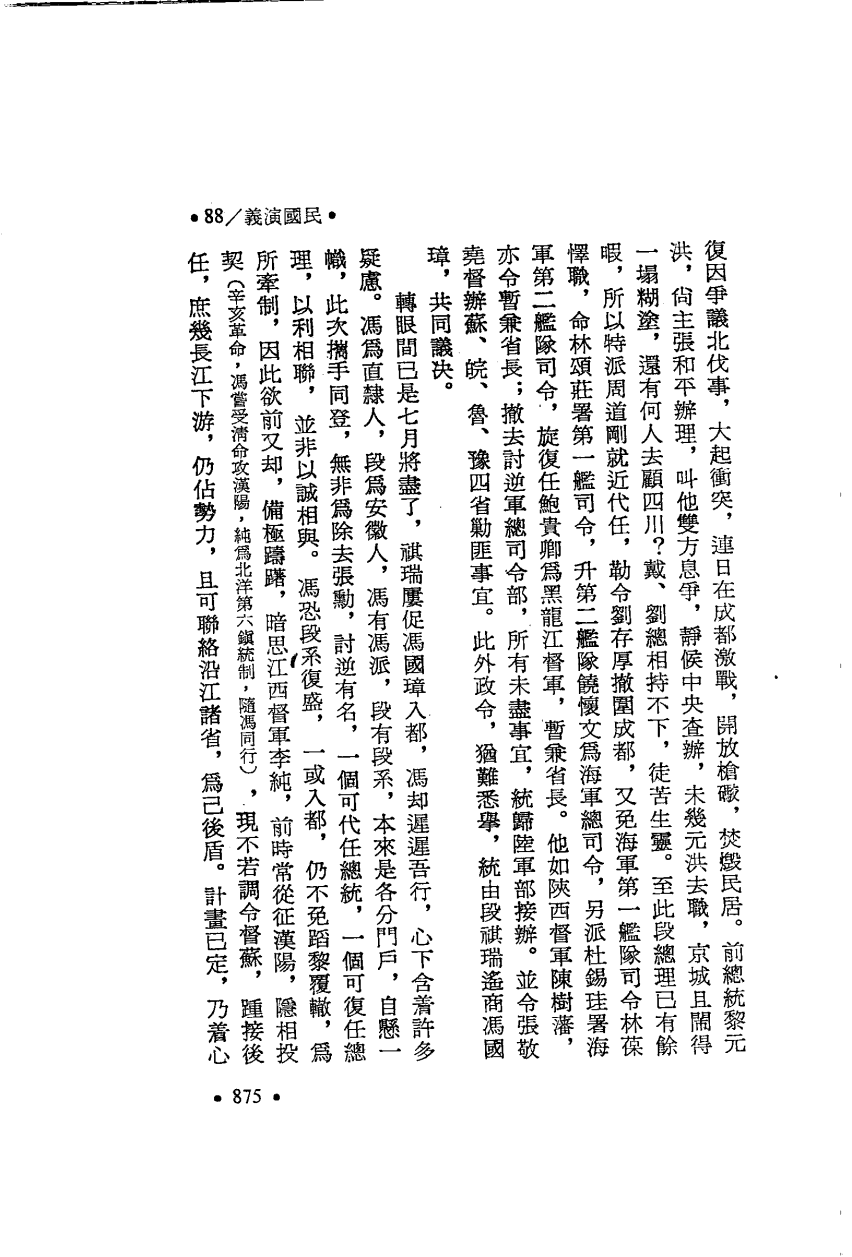 •88/義演國民•
復因爭議北伐事，大起衝突，連日在成都激戰，開放槍礮，焚燬民居。前總統黎元
洪，尙主張和平辦理，叫他雙方息爭，靜候中央查辦，未幾元洪去職，京城且鬧得
一塌糊塗，還有何人去顧四川？戴、劉總相持不下，徒苦生靈。至此段總理已有餘
暇，所以特派周道剛就近代任，勒令劉存厚撤圍成都，又免海軍第一艦隊司令林葆
懌職，命林頌莊署第一艦司令，升第二艦隊饒懷文爲海軍總司令，另派杜錫珪署海
軍第二艦隊司令，旋復任鮑貴卿爲黑龍江督軍，暫兼省長。他如陝西督軍陳樹藩，
亦令暫兼省長；撤去討逆軍總司令部，所有未盡事宜，統歸陸軍部接辦。並令張敬
堯督辦蘇、皖、魯、豫四省勦匪事宜。此外政令，猶難悉舉，統由段祺瑞遙商馮國
璋，共同議決。
轉眼間已是七月將盡了，祺瑞屢促馮國璋入都，馮却遲遲吾行，心下含着許多
疑慮。馮爲直隸人，段爲安徽人，馮有馮派，段有段系，本來是各分門戶，自懸一
幟，此次攜手同登，無非爲除去張勳，討逆有名，一個可代任總統，一個可復任總
理，以利相聯，並非以誠相與。馮恐段系復盛，一或入都，仍不免蹈黎覆轍，爲
所牽制，因此欲前又却，備極躊躇，暗思江西督軍李純，前時常從征漢陽，隱相投
契（辛亥革命，馮嘗受淸命攻漢陽，純爲北洋第六鎭統制，隨馮同行），現不若調令督蘇，踵接後
任，庶幾長江下游，仍佔勢力，且可聯絡沿江諸省，爲己後盾。計畫已定，乃着心
•875•